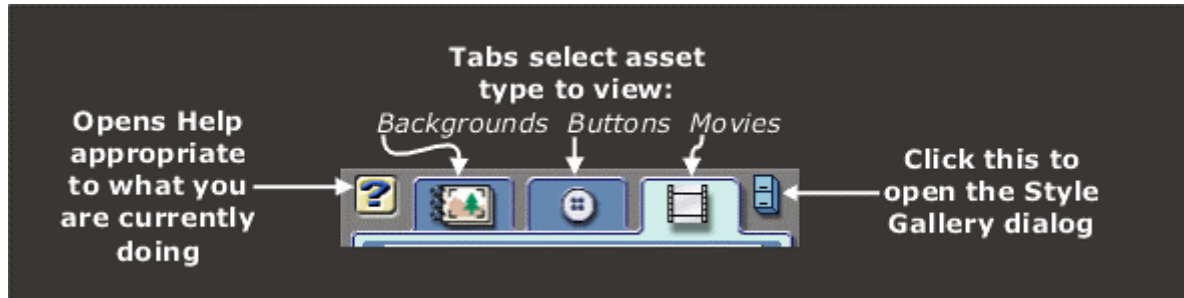 Tabs select asset
type to view:
Backgrounds Buttons Movies
Opens Help
appropriate
to what you
are currently
doing
?
Click this to
open the Style
Gallery dialog